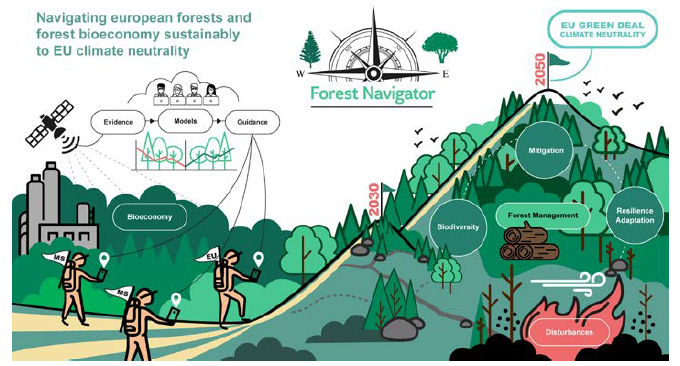 Navigating european forests and
forest bioeconomy sustainably
to EU climate neutrality
W
E
Forest Navigator
EU GREEN DEAL
CLIMATE NEUTRALITY
2050
Evidence
Models
Guidance
Mitigation
2030
Bioeconomy
Biodiversity
Forest Management
Resilience
Adaptation
MS
EU
MS
Disturbances